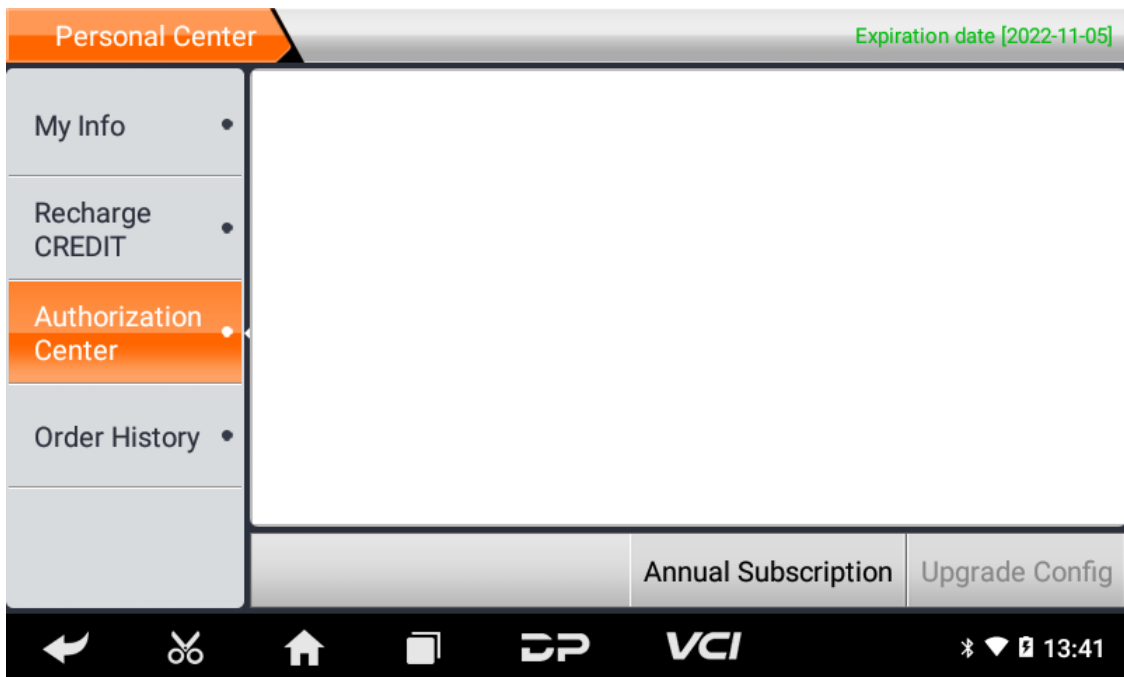 Personal Center
Expiration date [2022-11-05]
My Info
Recharge
CREDIT
Authorization
Center
Order History
Annual Subscription
Upgrade Config
DP
VCI
13:41